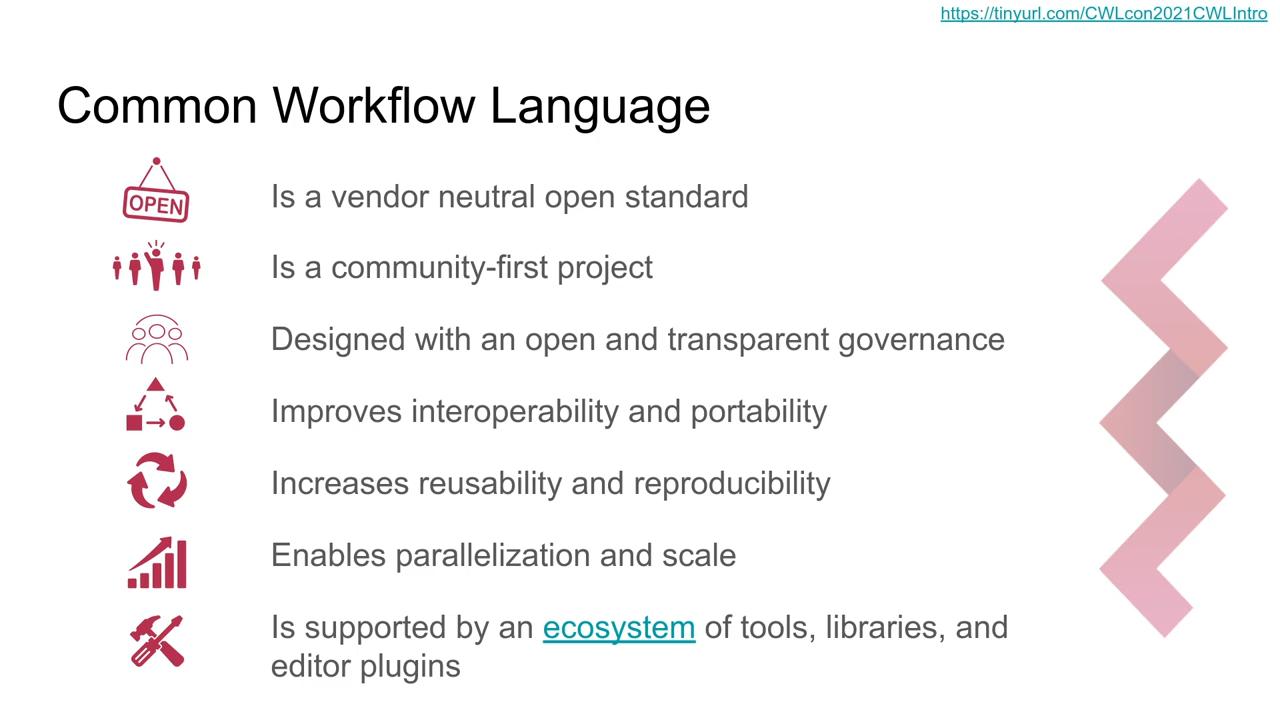 https://tinyurl.com/CWLcon2021CWLIntro
Common Workflow Language
OPEN
Is a vendor neutral open standard
Is a community-first project
Designed with an open and transparent governance
Improves interoperability and portability
Increases reusability and reproducibility
Enables parallelization and scale
Is supported by an ecosystem of tools, libraries, and
editor plugins